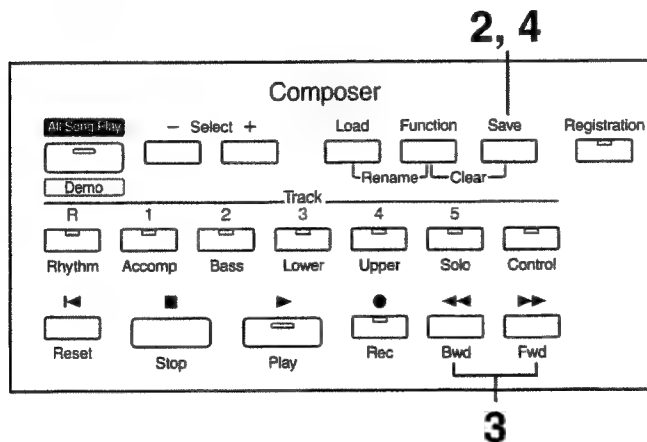 2, 4
Composer
All Song Play
− Select +
Load Function Save Registration
Rename Clear
Demo
Track
R 1 2 3 4 5
Rhythm Accomp Bass Lower Upper Solo Control
Reset Stop Play Rec Bwd Fwd
3